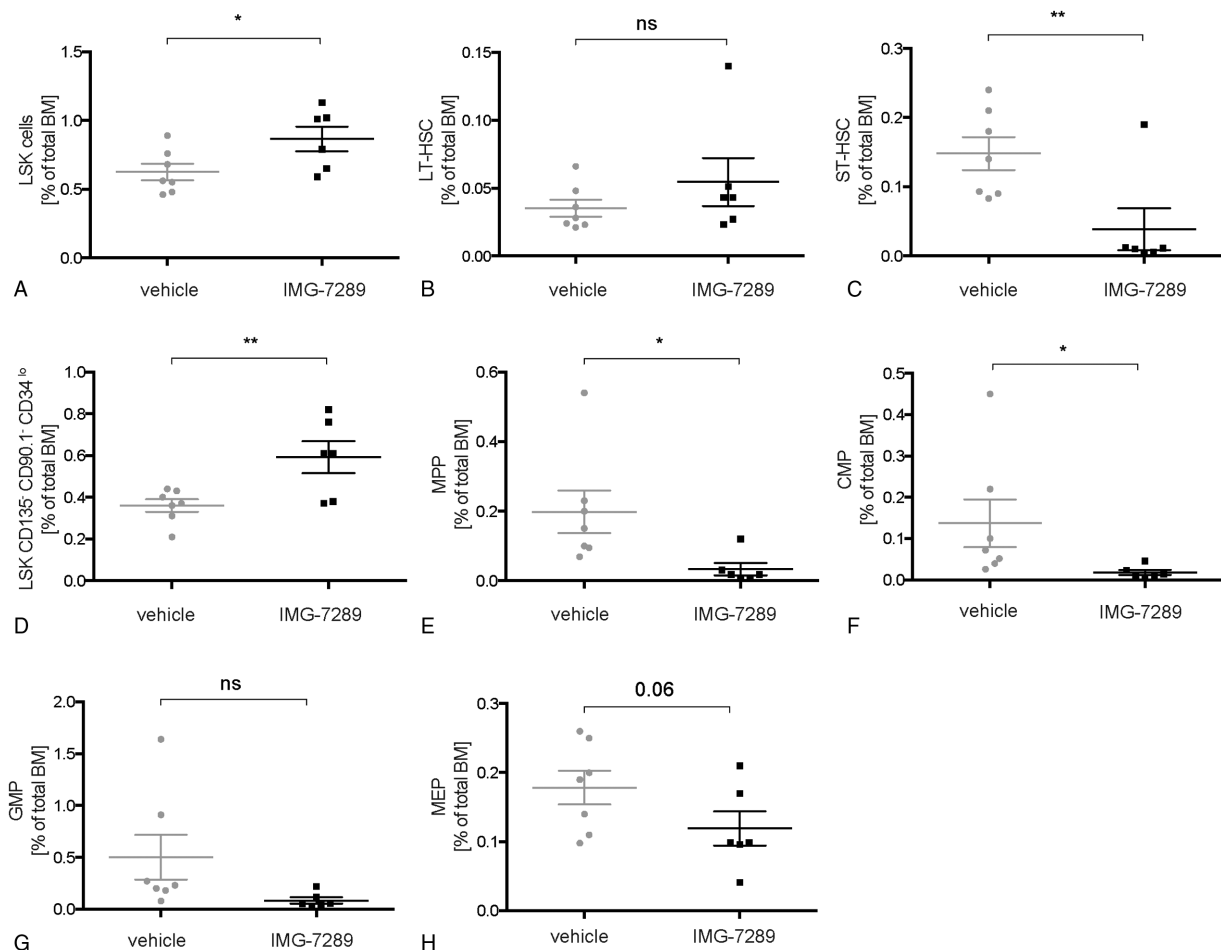 *
LSK cells
[% of total BM]
1.5
1.0
0.5
0.0
A
vehicle
IMG-7289
ns
LT-HSC
[% of total BM]
0.15
0.10
0.05
0.00
B
vehicle
IMG-7289
**
ST-HSC
[% of total BM]
0.3
0.2
0.1
0.0
C
vehicle
IMG-7289
**
LSK CD135- CD90.1- CD34 lo
[% of total BM]
1.0
0.8
0.6
0.4
0.2
0.0
D
vehicle
IMG-7289
*
MPP
[% of total BM]
0.6
0.4
0.2
0.0
E
vehicle
IMG-7289
*
CMP
[% of total BM]
0.5
0.4
0.3
0.2
0.1
0.0
F
vehicle
IMG-7289
ns
GMP
[% of total BM]
2.0
1.5
1.0
0.5
0.0
G
vehicle
IMG-7289
0.06
MEP
[% of total BM]
0.3
0.2
0.1
0.0
H
vehicle
IMG-7289